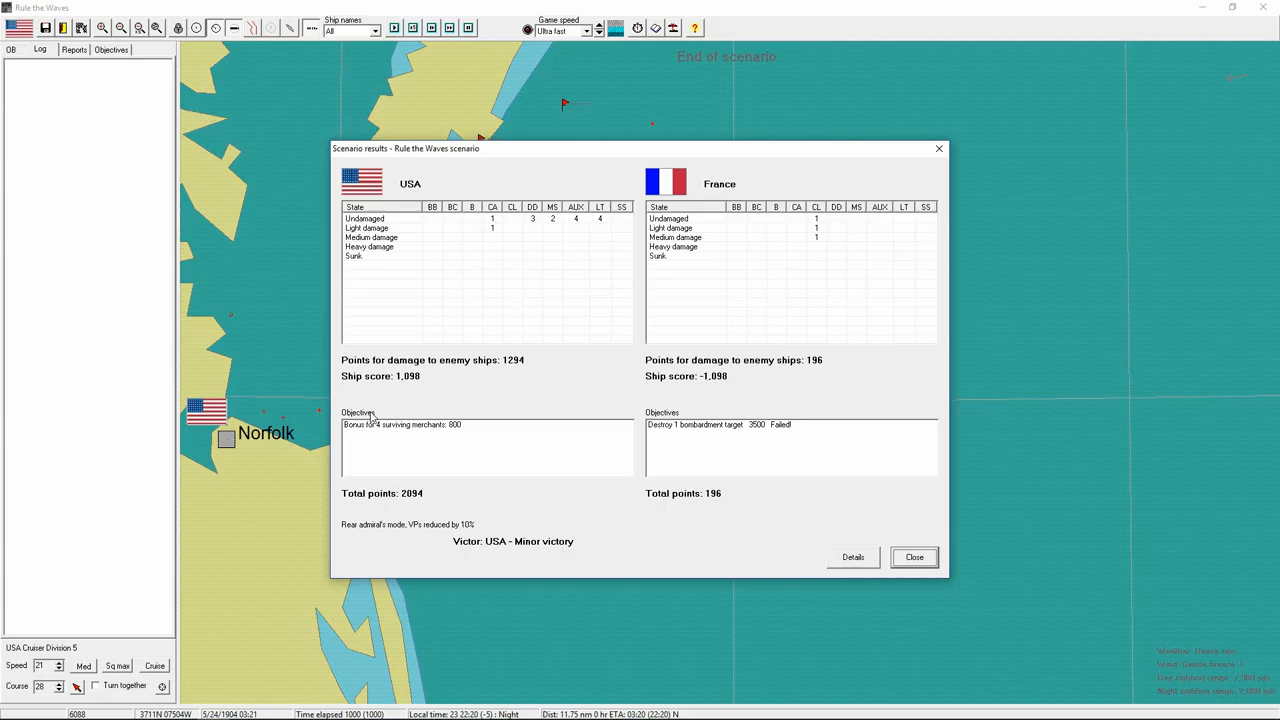 Rule the Waves
Ship names
All
Game speed
Ultra fast
OB
Log
Reports
Objectives
End of scenario
Scenario results - Rule the Waves scenario
USA
France
State BB BC B CA CL DD MS AUX LT SS
Undamaged 1 3 2 4 4
Light damage 1
Medium damage
Heavy damage
Sunk
State BB BC B CA CL DD MS AUX LT SS
Undamaged 1
Light damage 1
Medium damage 1
Heavy damage
Sunk
Points for damage to enemy ships: 1294
Ship score: 1,098
Points for damage to enemy ships: 196
Ship score: -1,098
Objectives
Bonus for 4 surviving merchants: 800
Objectives
Destroy 1 bombardment target 3500 Failed!
Total points: 2094
Total points: 196
Rear admiral's mode, VPs reduced by 10%
Victor: USA - Minor victory
Details
Close
Norfolk
USA Cruiser Division 5
Speed 21 Med Sq max Cruise
Course 28 Turn together
Night
6088
3711N 07504W
5/24/1904 03:21
Time elapsed 1000 (1000)
Local time: 23 22:20 (-5) : Night
Dist: 11.75 nm 0 hr ETA: 03:20 (22:20) N